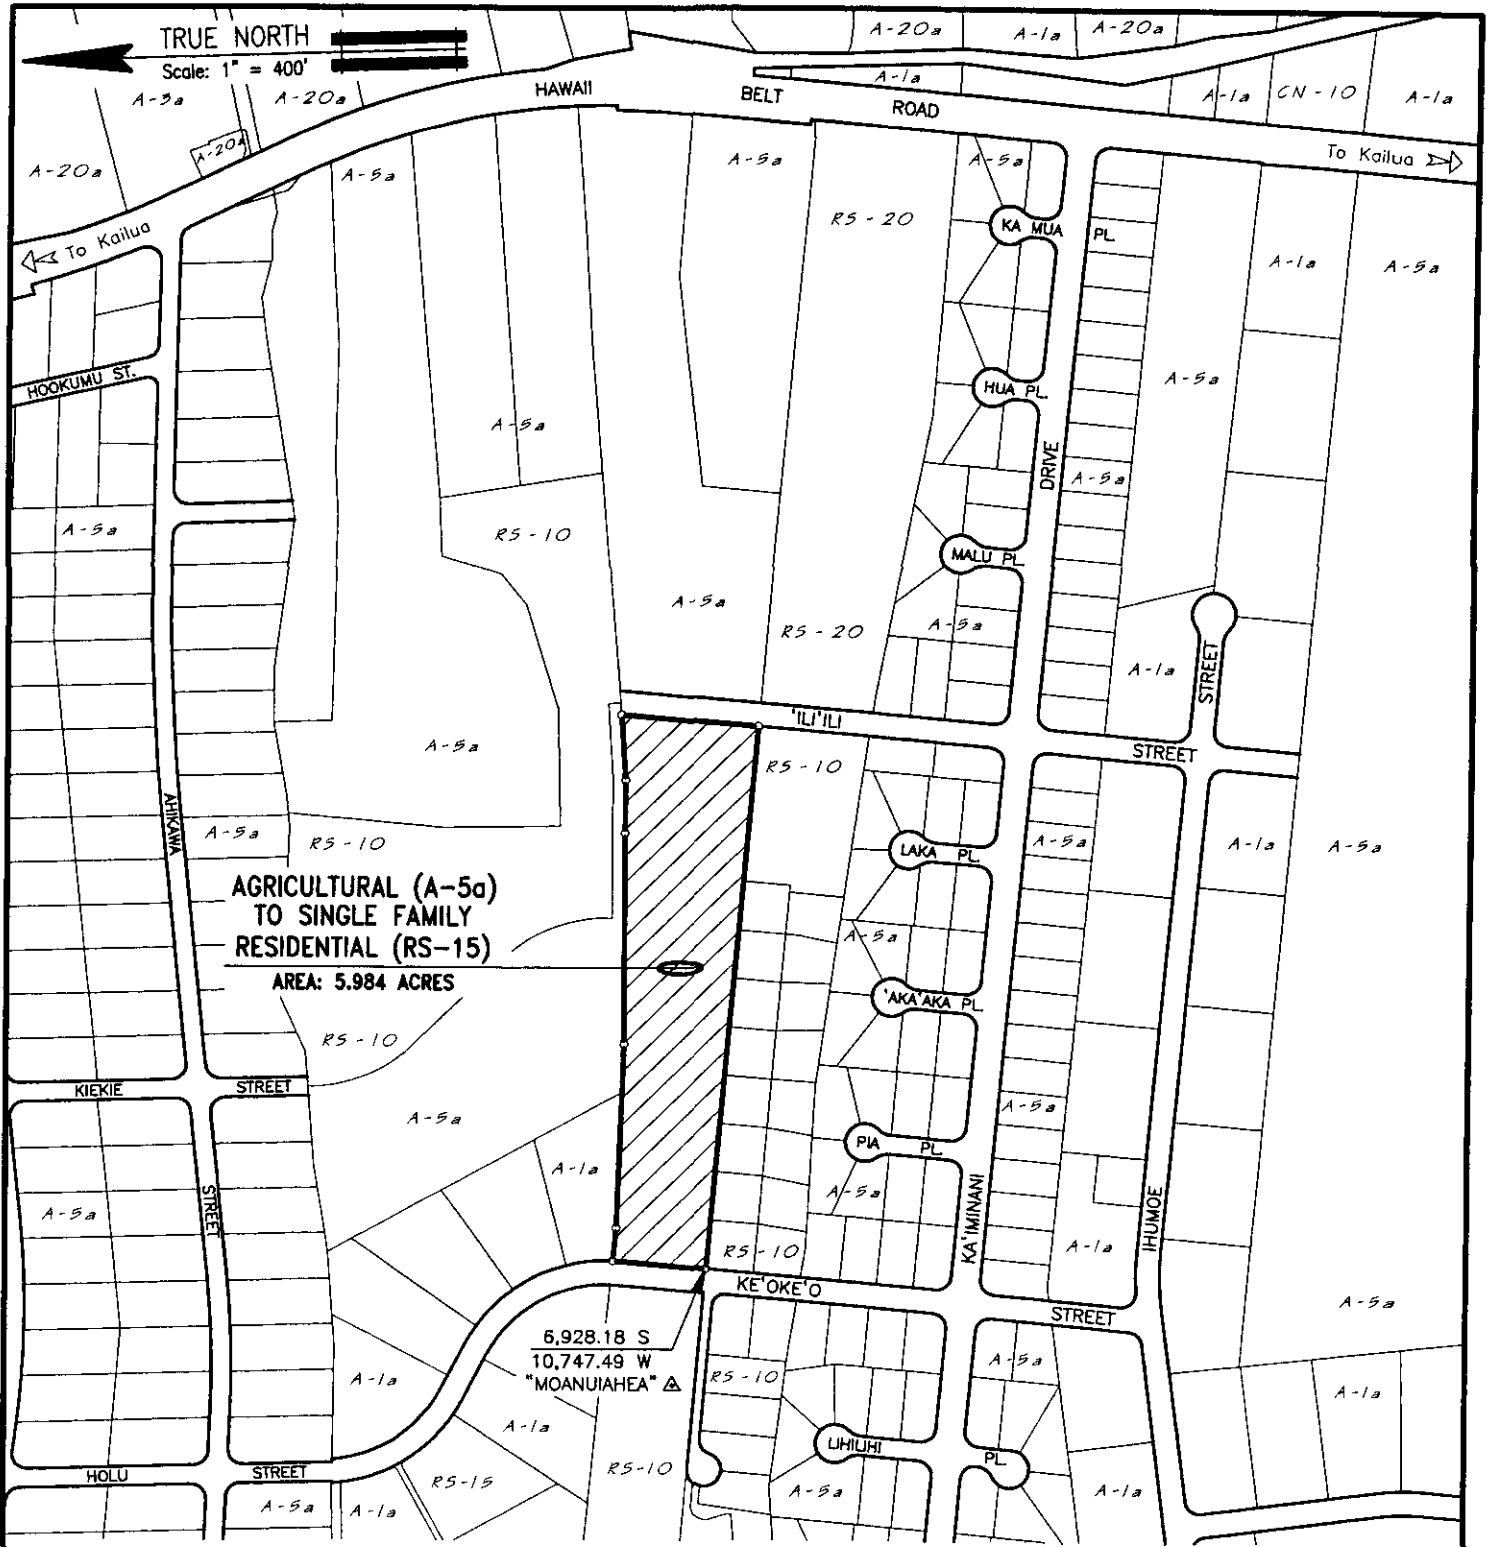 TRUE NORTH
Scale: 1" = 400'
A-20a
A-1a
A-20a
A-3a
A-20a
HAWAII
BELT
ROAD
A-1a
A-1a
CN-10
A-1a
A-20a
A-20a
A-5a
A-5a
A-5a
To Kailua
To Kailua
RS-20
KA MUA
PL.
A-1a
A-5a
HOOKUMU ST.
HUA PL.
A-5a
A-5a
DRIVE
A-5a
A-5a
RS-10
MALU PL.
A-5a
RS-20
A-5a
A-1a
STREET
'ILI'ILI
STREET
A-5a
RS-10
AHIKAWA
A-5a
RS-10
LAKA PL.
A-5a
A-1a
A-5a
AGRICULTURAL (A-5a)
TO SINGLE FAMILY
RESIDENTIAL (RS-15)
AREA: 5.984 ACRES
A-5a
'AKA'AKA PL.
RS-10
KIEKIE
STREET
A-5a
A-5a
PIA PL.
A-1a
A-5a
STREET
A-5a
KA'IMINANI
IHUMOE
A-1a
RS-10
KE'OKE'O
STREET
A-5a
6,928.18 S
10,747.49 W
"MOANUIAHEA"
A-1a
RS-10
A-5a
A-1a
A-1a
LIHILIHI
PL.
HOLU
STREET
RS-15
RS-10
A-5a
A-1a
A-5a
A-1a